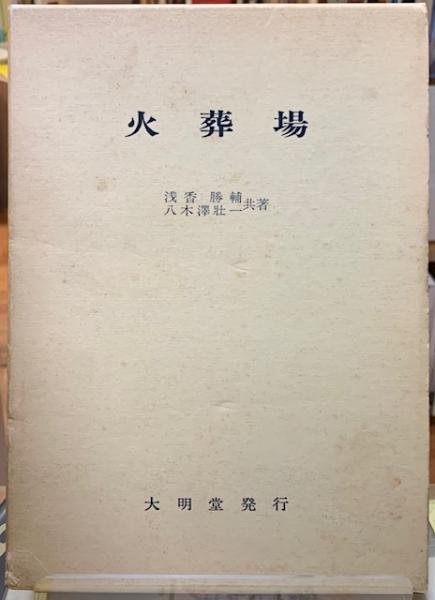 火葬場
浅香勝輔
八木澤壯一共著
大明堂発行